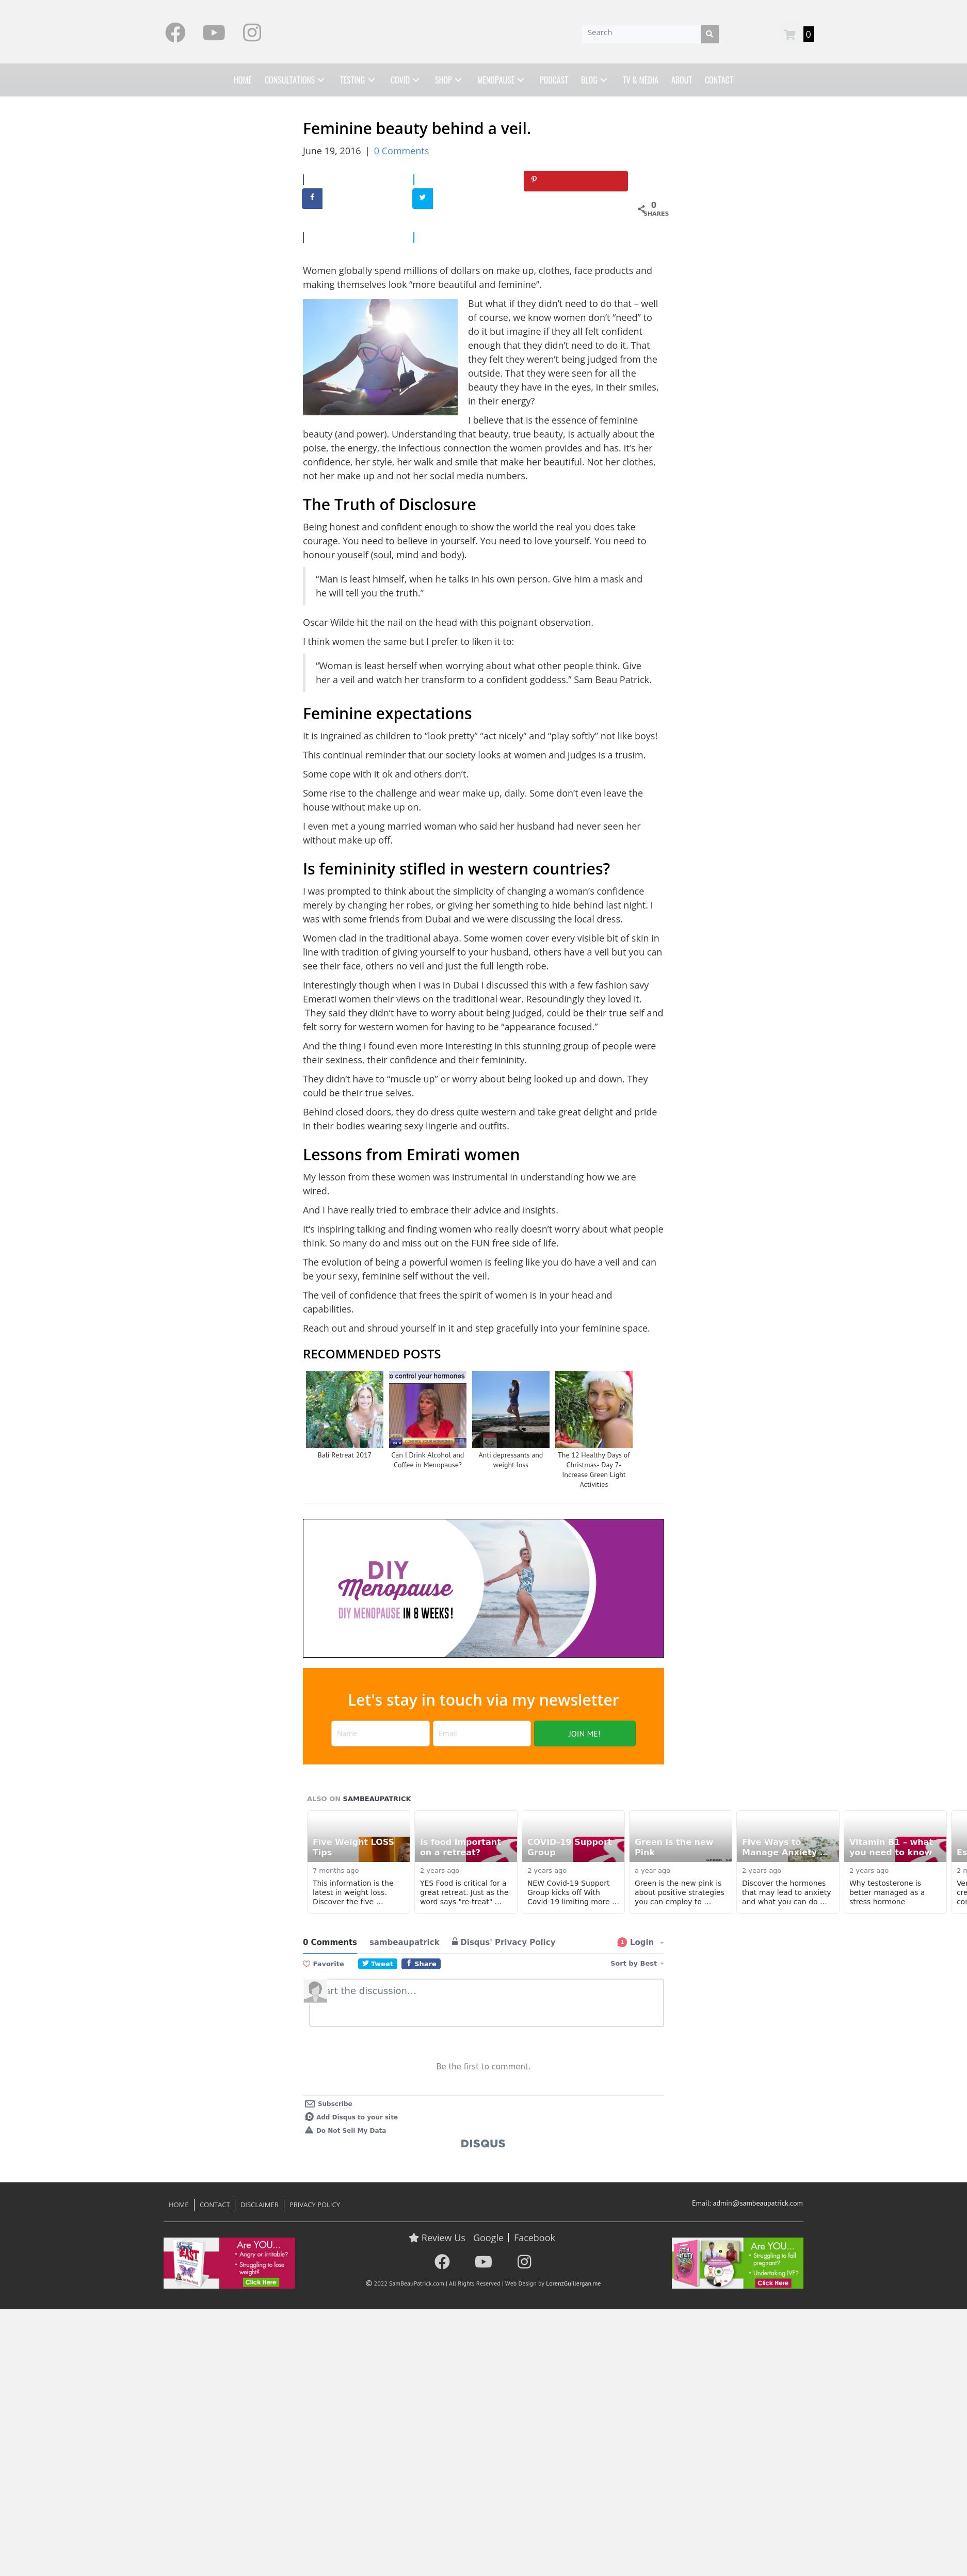 Search
0
HOME CONSULTATIONS TESTING COVID SHOP MENOPAUSE PODCAST BLOG TV & MEDIA ABOUT CONTACT
Feminine beauty behind a veil.
June 19, 2016 | 0 Comments
0
SHARES
Women globally spend millions of dollars on make up, clothes, face products and
making themselves look “more beautiful and feminine”.
But what if they didn’t need to do that – well
of course, we know women don’t “need” to
do it but imagine if they all felt confident
enough that they didn’t need to do it. That
they felt they weren’t being judged from the
outside. That they were seen for all the
beauty they have in the eyes, in their smiles,
in their energy?
I believe that is the essence of feminine
beauty (and power). Understanding that beauty, true beauty, is actually about the
poise, the energy, the infectious connection the women provides and has. It’s her
confidence, her style, her walk and smile that make her beautiful. Not her clothes,
not her make up and not her social media numbers.
The Truth of Disclosure
Being honest and confident enough to show the world the real you does take
courage. You need to believe in yourself. You need to love yourself. You need to
honour youself (soul, mind and body).
“Man is least himself, when he talks in his own person. Give him a mask and
he will tell you the truth.”
Oscar Wilde hit the nail on the head with this poignant observation.
I think women the same but I prefer to liken it to:
“Woman is least herself when worrying about what other people think. Give
her a veil and watch her transform to a confident goddess.” Sam Beau Patrick.
Feminine expectations
It is ingrained as children to “look pretty” “act nicely” and “play softly” not like boys!
This continual reminder that our society looks at women and judges is a trusim.
Some cope with it ok and others don’t.
Some rise to the challenge and wear make up, daily. Some don’t even leave the
house without make up on.
I even met a young married woman who said her husband had never seen her
without make up off.
Is femininity stifled in western countries?
I was prompted to think about the simplicity of changing a woman’s confidence
merely by changing her robes, or giving her something to hide behind last night. I
was with some friends from Dubai and we were discussing the local dress.
Women clad in the traditional abaya. Some women cover every visible bit of skin in
line with tradition of giving yourself to your husband, others have a veil but you can
see their face, others no veil and just the full length robe.
Interestingly though when I was in Dubai I discussed this with a few fashion savy
Emerati women their views on the traditional wear. Resoundingly they loved it.
They said they didn’t have to worry about being judged, could be their true self and
felt sorry for western women for having to be “appearance focused.”
And the thing I found even more interesting in this stunning group of people were
their sexiness, their confidence and their femininity.
They didn’t have to “muscle up” or worry about being looked up and down. They
could be their true selves.
Behind closed doors, they do dress quite western and take great delight and pride
in their bodies wearing sexy lingerie and outfits.
Lessons from Emirati women
My lesson from these women was instrumental in understanding how we are
wired.
And I have really tried to embrace their advice and insights.
It’s inspiring talking and finding women who really doesn’t worry about what people
think. So many do and miss out on the FUN free side of life.
The evolution of being a powerful women is feeling like you do have a veil and can
be your sexy, feminine self without the veil.
The veil of confidence that frees the spirit of women is in your head and
capabilities.
Reach out and shroud yourself in it and step gracefully into your feminine space.
RECOMMENDED POSTS
o control your hormones
Bali Retreat 2017
Can I Drink Alcohol and
Coffee in Menopause?
Anti depressants and
weight loss
The 12 Healthy Days of
Christmas- Day 7-
Increase Green Light
Activities
DIY
Menopause
DIY MENOPAUSE IN 8 WEEKS!
Let's stay in touch via my newsletter
Name
Email
JOIN ME!
ALSO ON SAMBEAUPATRICK
Five Weight LOSS
Tips
7 months ago
This information is the
latest in weight loss.
Discover the five ...
Is food important
on a retreat?
2 years ago
YES Food is critical for a
great retreat. Just as the
word says "re-treat" ...
COVID-19 Support
Group
2 years ago
NEW Covid-19 Support
Group kicks off With
Covid-19 limiting more ...
Green is the new
Pink
a year ago
Green is the new pink is
about positive strategies
you can employ to ...
Five Ways to
Manage Anxiety ...
2 years ago
Discover the hormones
that may lead to anxiety
and what you can do ...
Vitamin B1 – what
you need to know
2 years ago
Why testosterone is
better managed as a
stress hormone
Es
2 n
Ver
cre
cor
0 Comments sambeaupatrick Disqus' Privacy Policy
1 Login
Favorite Tweet Share
Sort by Best
art the discussion...
Be the first to comment.
Subscribe
Add Disqus to your site
Do Not Sell My Data
DISQUS
HOME CONTACT DISCLAIMER PRIVACY POLICY
Email: admin@sambeaupatrick.com
Are YOU...
• Angry or irritable?
• Struggling to lose
weight?
Click Here
Review Us Google Facebook
© 2022 SamBeauPatrick.com | All Rights Reserved | Web Design by LorenzGuillergan.me
Are YOU...
• Struggling to fall
pregnant?
• Undertaking IVF?
Click Here